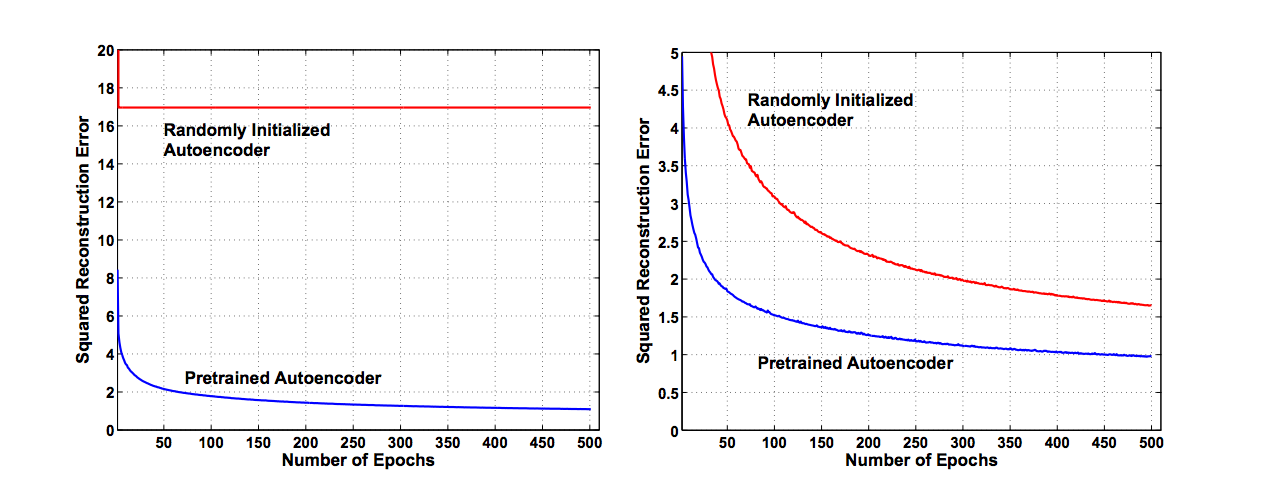 20
18
16
14
12
10
8
6
4
2
0
Squared Reconstruction Error
Randomly Initialized
Autoencoder
Pretrained Autoencoder
50 100 150 200 250 300 350 400 450 500
Number of Epochs
5
4.5
4
3.5
3
2.5
2
1.5
1
0.5
0
Squared Reconstruction Error
Randomly Initialized
Autoencoder
Pretrained Autoencoder
50 100 150 200 250 300 350 400 450 500
Number of Epochs